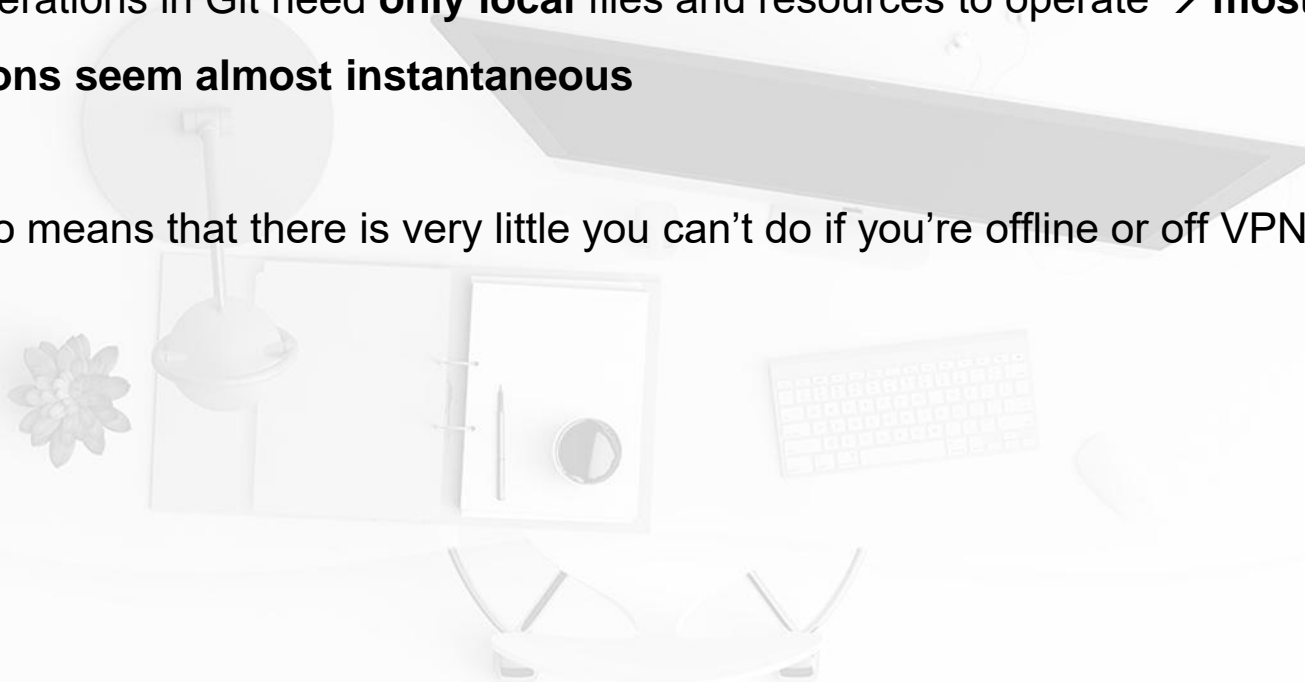 erations in Git need only local files and resources to operate → most
ons seem almost instantaneous
o means that there is very little you can't do if you're offline or off VPN